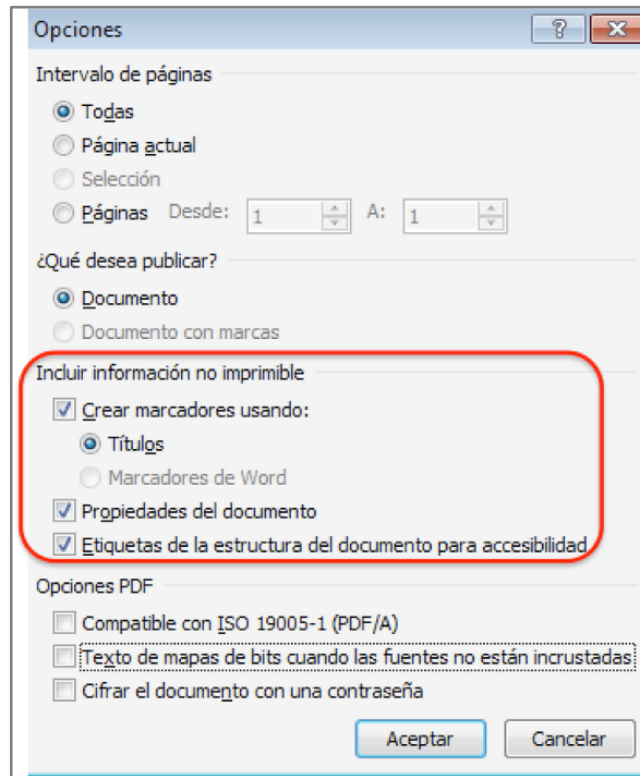 Opciones
Intervalo de páginas
Todas
Página actual
Selección
Páginas Desde: 1 A: 1
¿Qué desea publicar?
Documento
Documento con marcas
Incluir información no imprimible
Crear marcadores usando:
Títulos
Marcadores de Word
Propiedades del documento
Etiquetas de la estructura del documento para accesibilidad
Opciones PDF
Compatible con ISO 19005-1 (PDF/A)
Texto de mapas de bits cuando las fuentes no están incrustadas
Cifrar el documento con una contraseña
Aceptar Cancelar